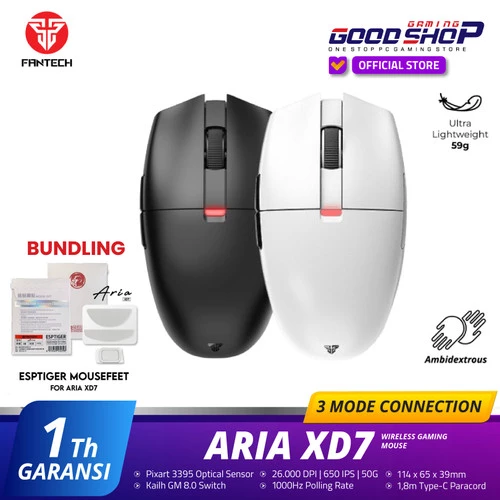 FANTECH
GAMING
GOODSHOP
ONE STOP PC GAMING STORE
OFFICIAL STORE
Ultra
Lightweight
59g
BUNDLING
Aria
ESPTIGER
ESPTIGER MOUSEFEET
FOR ARIA XD7
Ambidextrous
3 MODE CONNECTION
1 Th
GARANSI
ARIA XD7
WIRELESS GAMING
MOUSE
• Pixart 3395 Optical Sensor
• Kailh GM 8.0 Switch
• 26.000 DPI | 650 IPS | 50G
• 1000Hz Polling Rate
• 114 x 65 x 39mm
• 1,8m Type-C Paracord